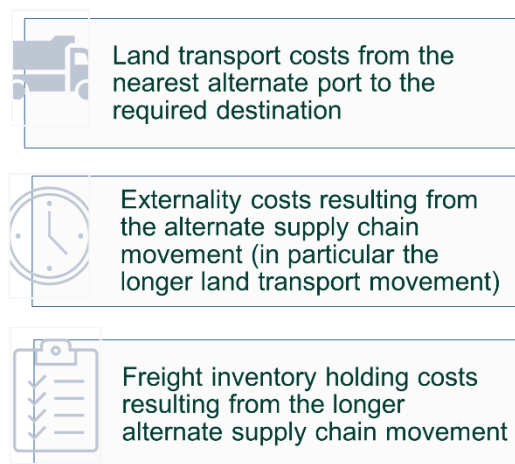 Land transport costs from the
nearest alternate port to the
required destination
Externality costs resulting from
the alternate supply chain
movement (in particular the
longer land transport movement)
Freight inventory holding costs
resulting from the longer
alternate supply chain movement